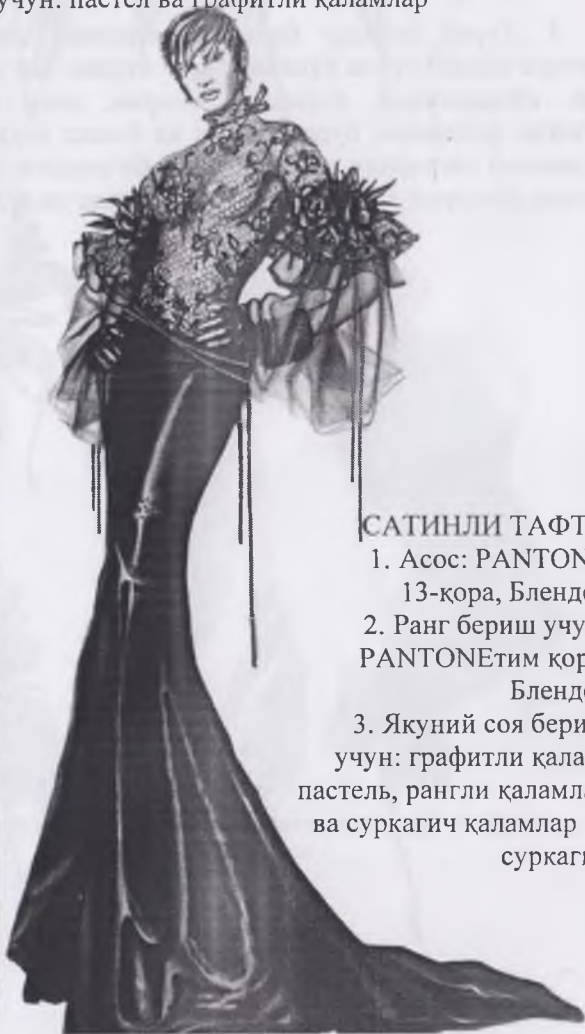 учун: пастел ва графитли қаламлар
САТИНЛИ ТАФТ
1. Асос: PANTON
13-қора, Бленд
2. Ранг бериш учу
PANTONEтим қор
Бленд
3. Якуний соя бери
учун: графитли қала
пастель, рангли қаламл
ва суркагич қаламлар
суркаг